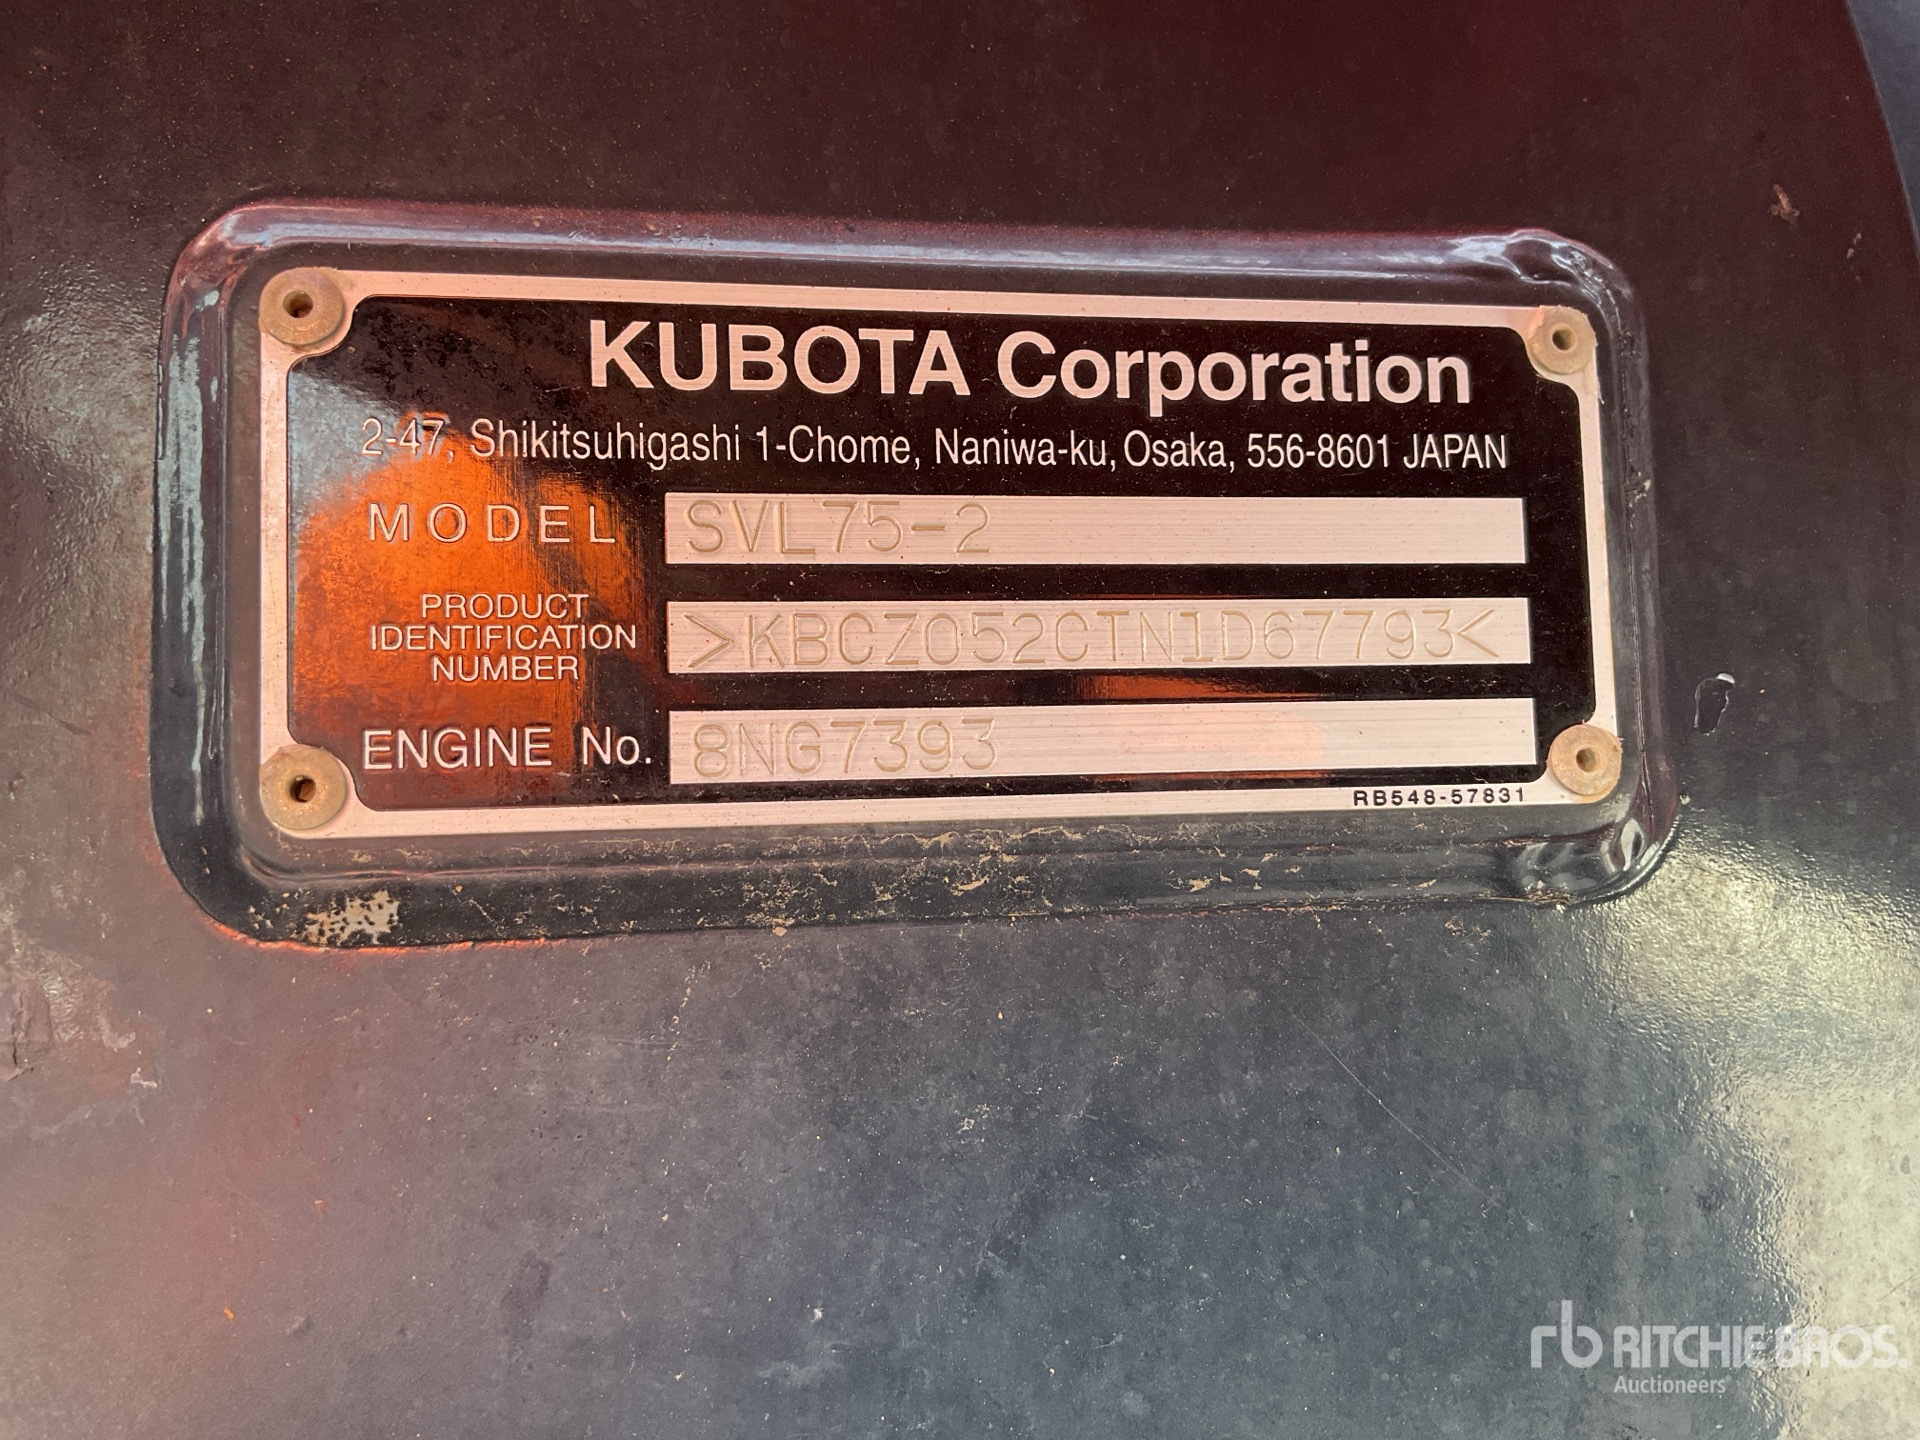 KUBOTA Corporation
2-47, Shikitsuhigashi 1-Chome, Naniwa-ku, Osaka, 556-8601 JAPAN
MODEL SVL75-2
PRODUCT
IDENTIFICATION
NUMBER
>KBCZ052CTN1D67793<
ENGINE No. 8NG7393
RB548-57831
rb RITCHIE BROS.
Auctioneers